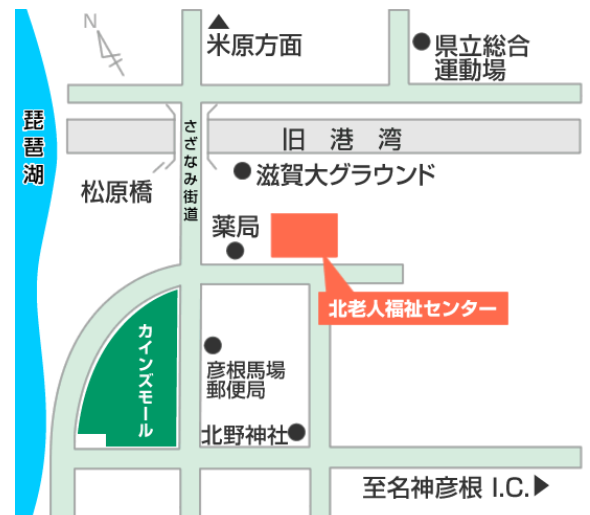 N
米原方面
県立総合
運動場
琵琶湖
さざなみ街道
旧港湾
滋賀大グラウンド
松原橋
薬局
北老人福祉センター
カインズモール
彦根馬場
郵便局
北野神社
至名神彦根 I.C.